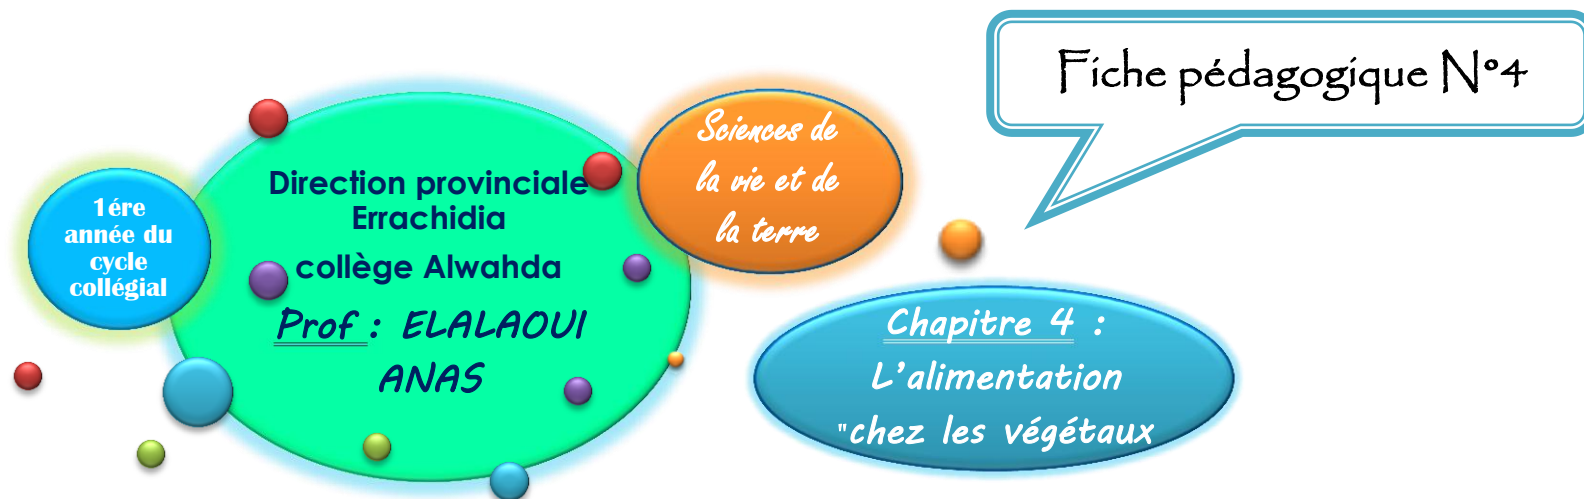 Fiche pédagogique N°4
Sciences de
la vie et de
la terre
Direction provinciale
Errachidia
collège Alwahda
Prof : ELALAOUI
ANAS
1ére
année du
cycle
collégial
Chapitre 4 :
L'alimentation
"chez les végétaux